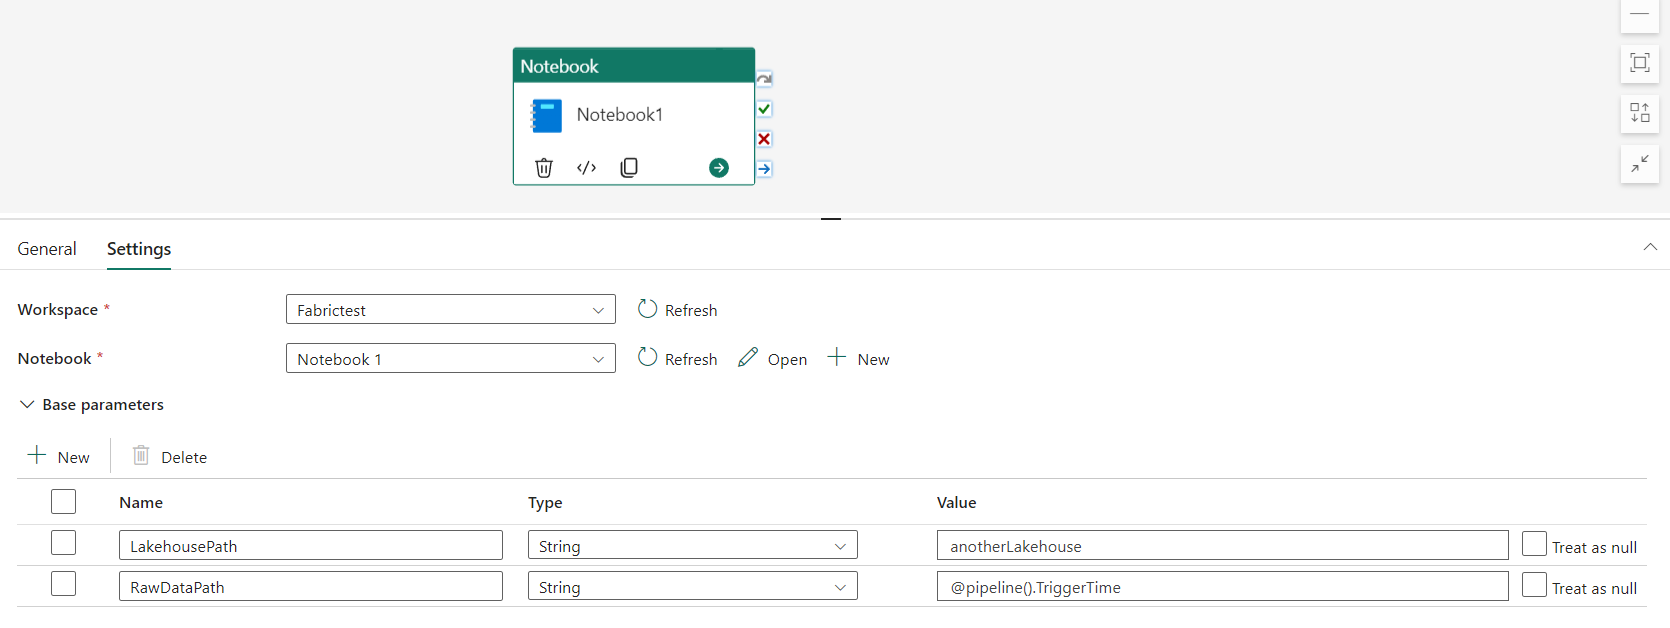 Notebook
Notebook1
General Settings
Workspace * Fabrictest Refresh
Notebook * Notebook 1 Refresh Open New
Base parameters
New Delete
Name Type Value
LakehousePath String anotherLakehouse Treat as null
RawDataPath String @pipeline().TriggerTime Treat as null